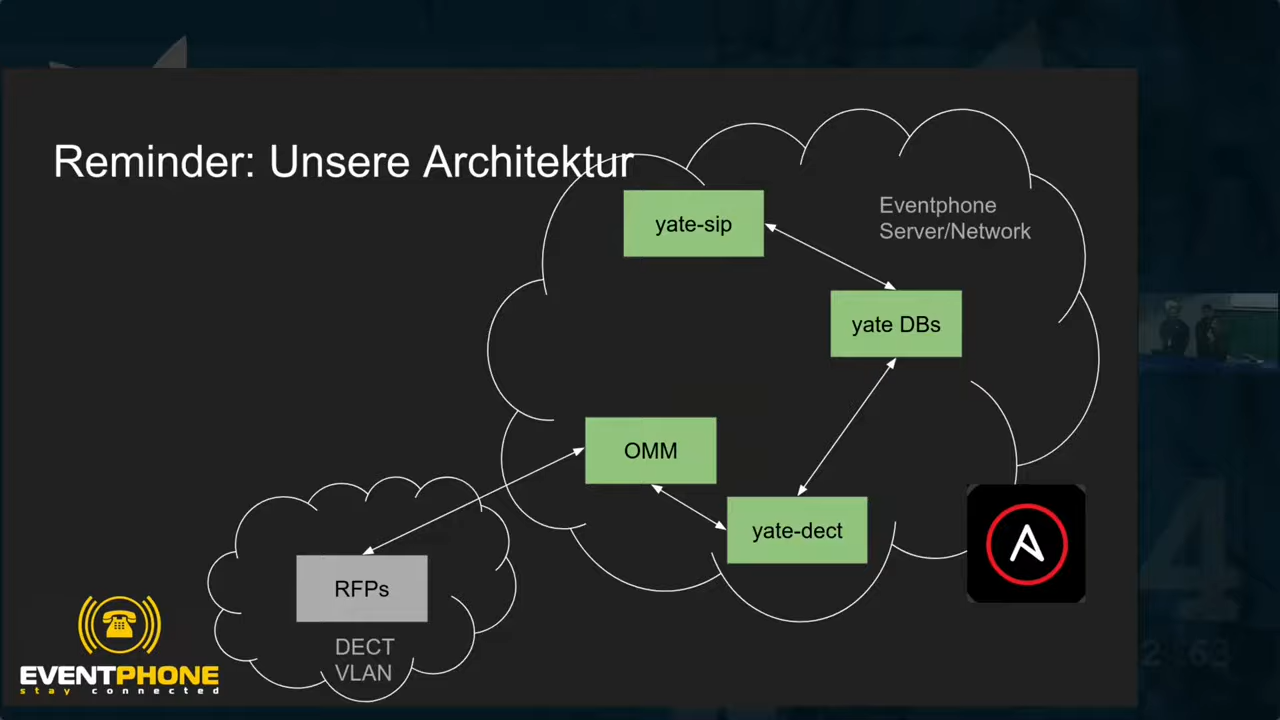 Reminder: Unsere Architektur
yate-sip
Eventphone
Server/Network
yate DBs
OMM
yate-dect
RFPs
DECT
VLAN
EVENTPHONE
stay connected